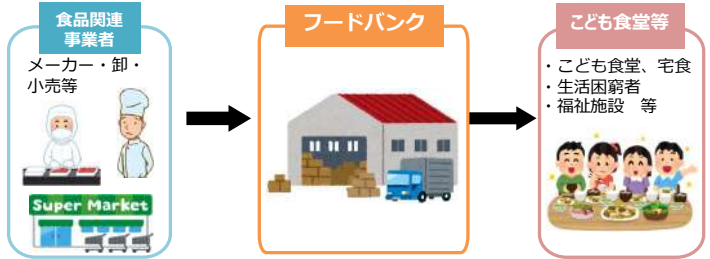 食品関連
事業者
メーカー・卸・
小売等
Super Market
フードバンク
こども食堂等
・こども食堂、宅食
・生活困窮者
・福祉施設　等